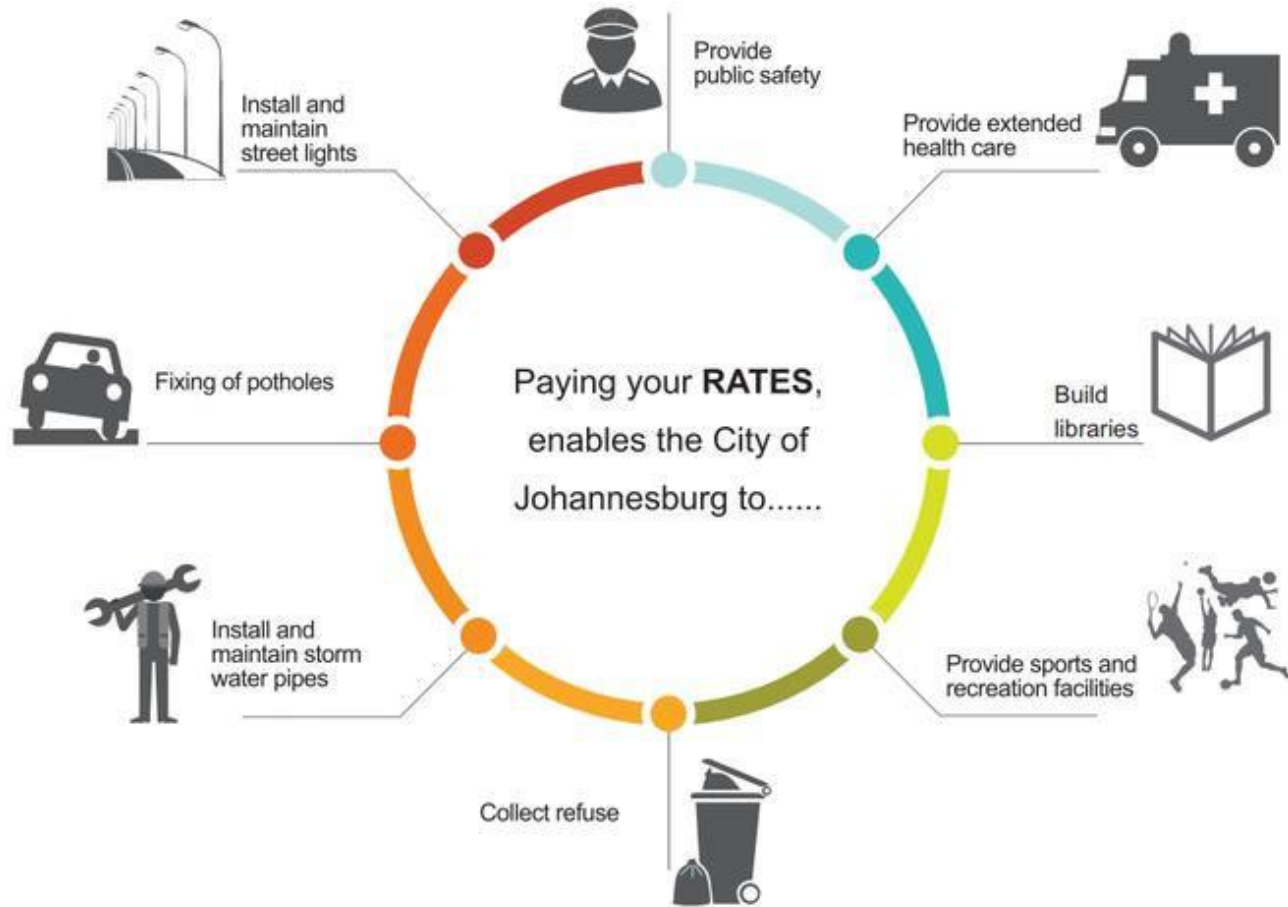 Paying your RATES,
enables the City of
Johannesburg to......
Provide
public safety
Provide extended
health care
Build
libraries
Provide sports and
recreation facilities
Collect refuse
Install and
maintain storm
water pipes
Fixing of potholes
Install and
maintain
street lights